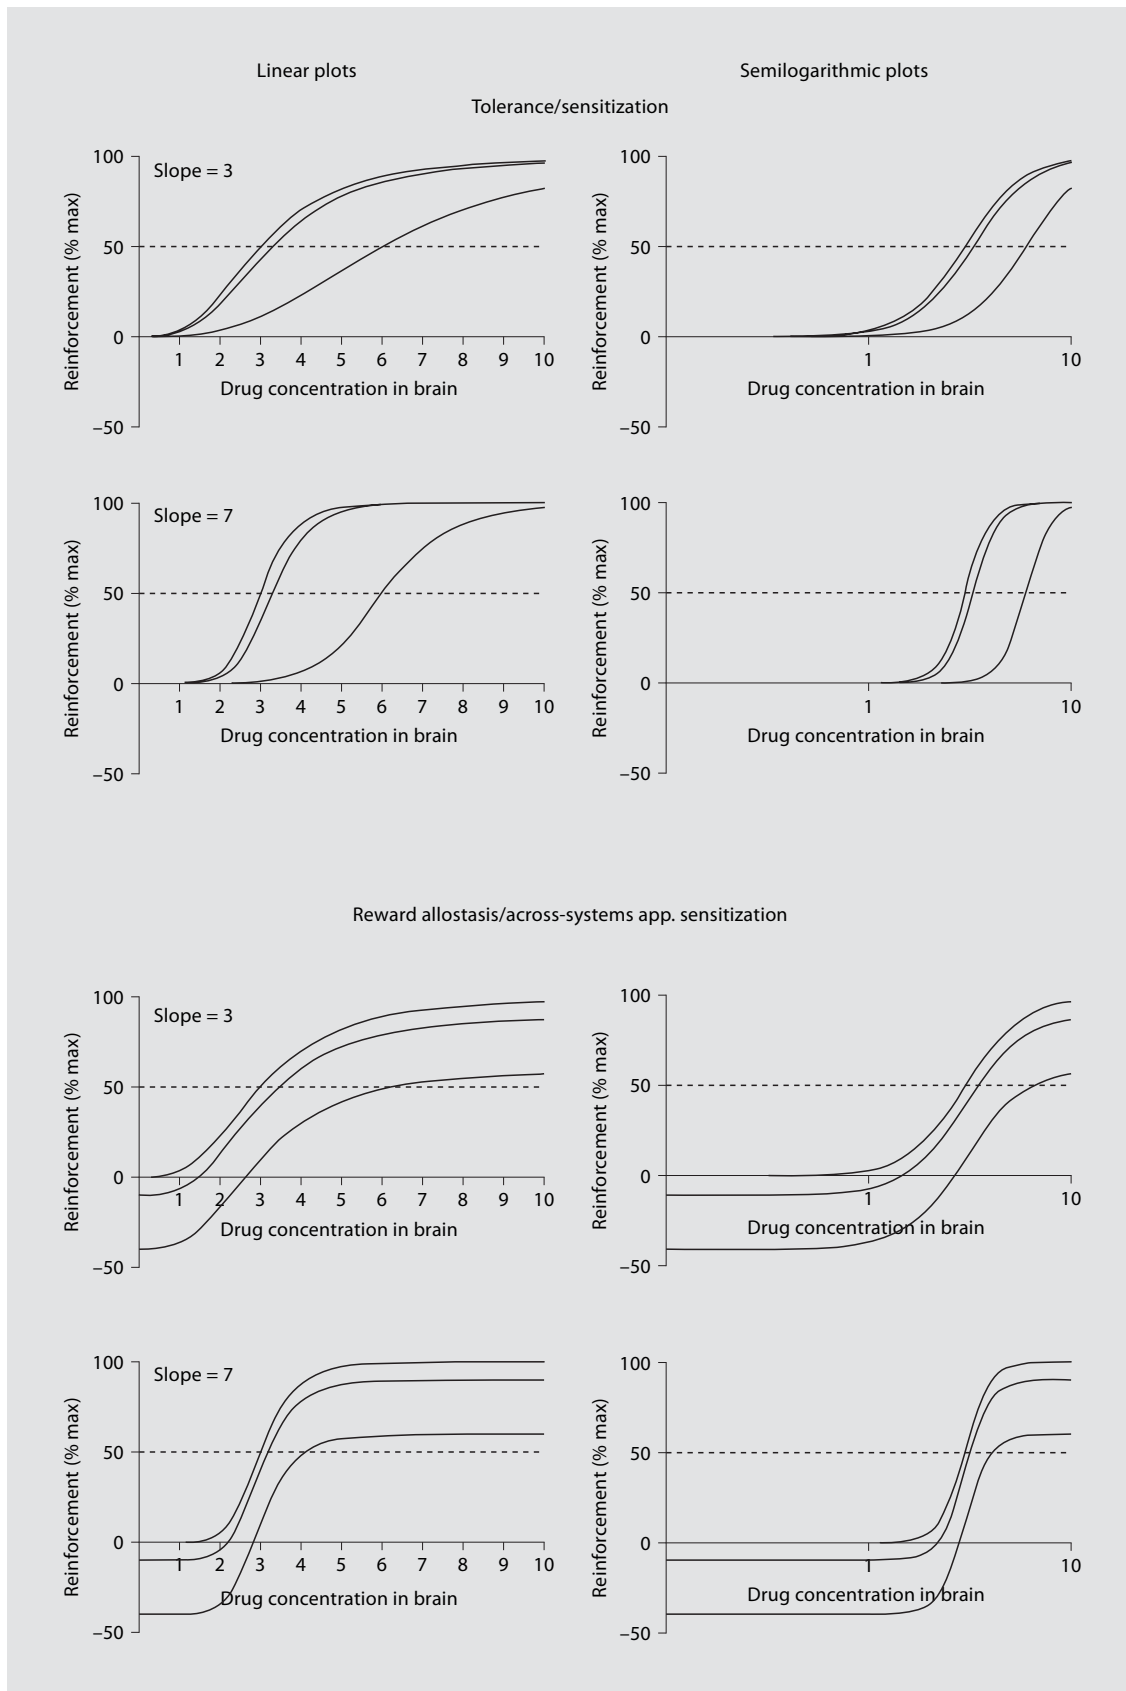 Linear plots
Semilogarithmic plots
Tolerance/sensitization
Reinforcement (% max)
100
50
0
–50
Slope = 3
1 2 3 4 5 6 7 8 9 10
Drug concentration in brain
Reinforcement (% max)
100
50
0
–50
1 10
Drug concentration in brain
Reinforcement (% max)
100
50
0
–50
Slope = 7
1 2 3 4 5 6 7 8 9 10
Drug concentration in brain
Reinforcement (% max)
100
50
0
–50
1 10
Drug concentration in brain
Reward allostasis/across-systems app. sensitization
Reinforcement (% max)
100
50
0
–50
Slope = 3
1 2 3 4 5 6 7 8 9 10
Drug concentration in brain
Reinforcement (% max)
100
50
0
–50
1 10
Drug concentration in brain
Reinforcement (% max)
100
50
0
–50
Slope = 7
1 2 3 4 5 6 7 8 9 10
Drug concentration in brain
Reinforcement (% max)
100
50
0
–50
1 10
Drug concentration in brain